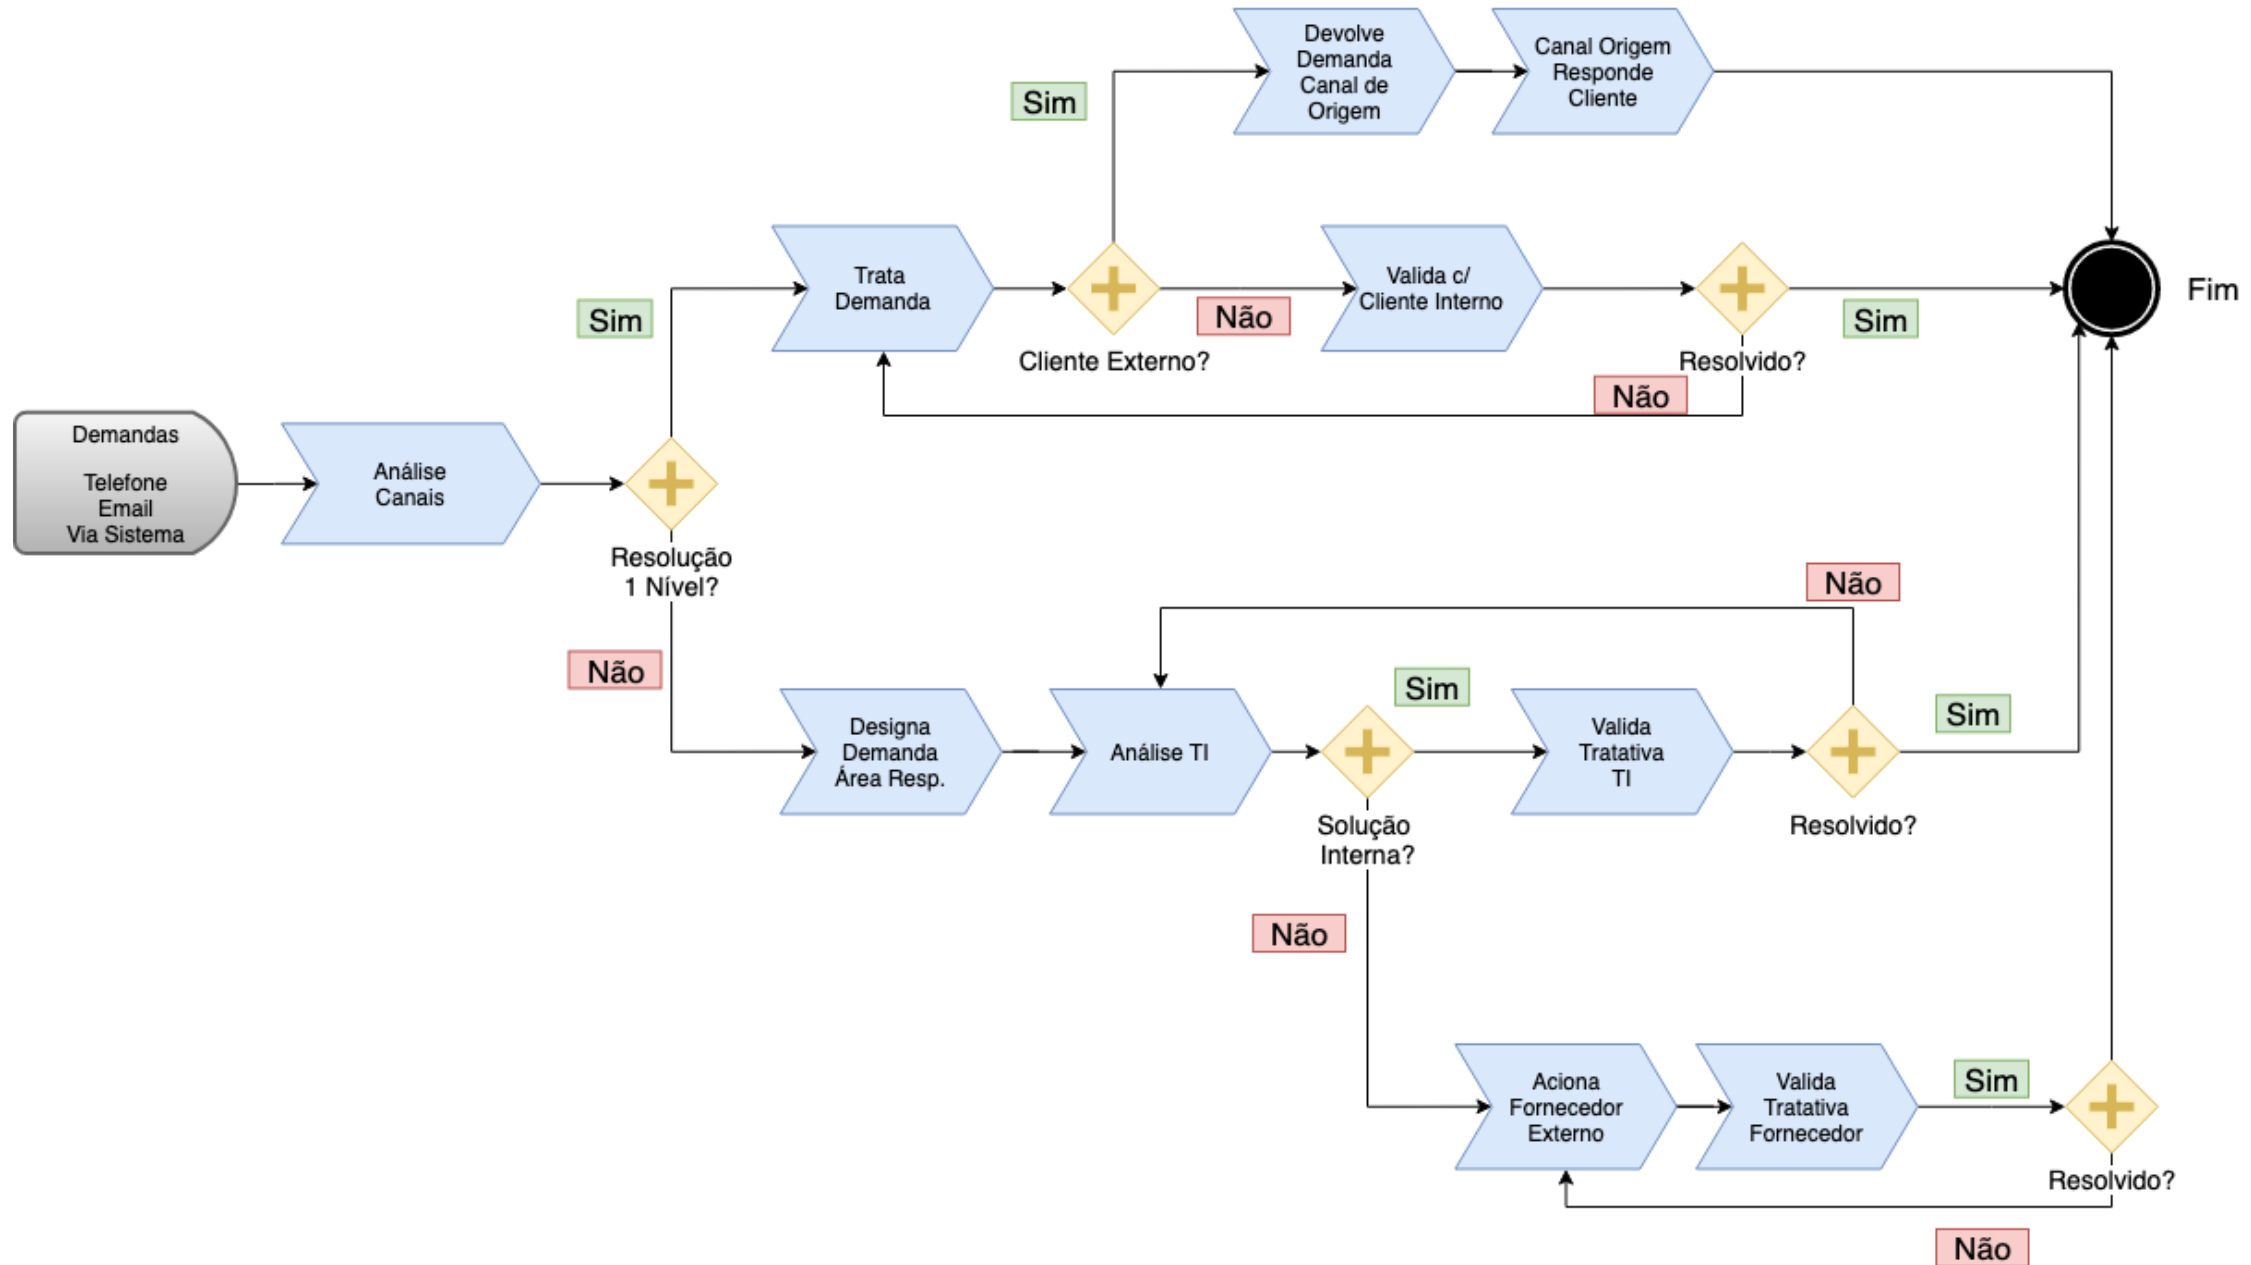 Devolve
Demanda
Canal de
Origem
Canal Origem
Responde
Cliente
Sim
Trata
Demanda
Valida c/
Cliente Interno
Fim
Sim
Não
Sim
Cliente Externo?
Resolvido?
Não
Demandas
Telefone
Email
Via Sistema
Análise
Canais
Resolução
1 Nível?
Não
Não
Sim
Sim
Designa
Demanda
Área Resp.
Análise TI
Valida
Tratativa
TI
Solução
Interna?
Resolvido?
Não
Aciona
Fornecedor
Externo
Valida
Tratativa
Fornecedor
Sim
Resolvido?
Não